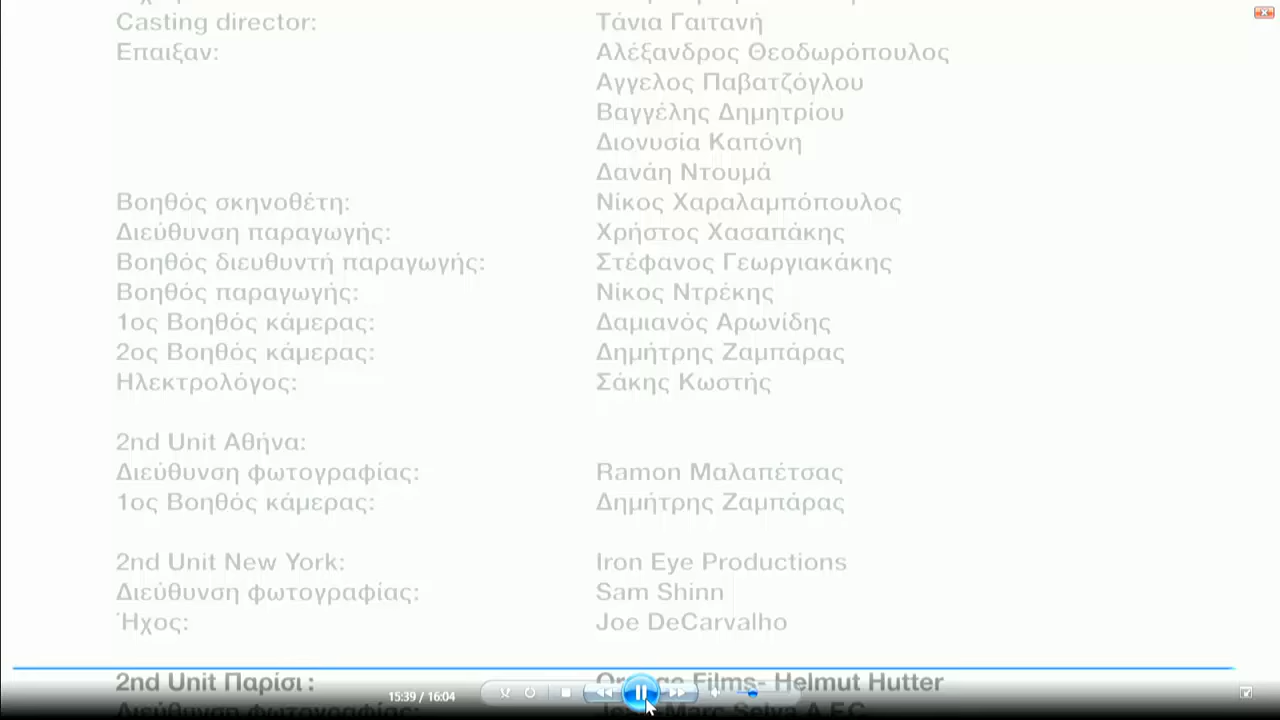 Casting director: Τάνια Γαιτανή
Επαιξαν: Αλέξανδρος Θεοδωρόπουλος
Αγγελος Παβατζόγλου
Βαγγέλης Δημητρίου
Διονυσία Καπόνη
Δανάη Ντουμά
Βοηθός σκηνοθέτη: Νίκος Χαραλαμπόπουλος
Διεύθυνση παραγωγής: Χρήστος Χασαπάκης
Βοηθός διευθυντή παραγωγής: Στέφανος Γεωργιακάκης
Βοηθός παραγωγής: Νίκος Ντρέκης
1ος Βοηθός κάμερας: Δαμιανός Αρωνίδης
2ος Βοηθός κάμερας: Δημήτρης Ζαμπάρας
Ηλεκτρολόγος: Σάκης Κωστής
2nd Unit Αθήνα:
Διεύθυνση φωτογραφίας: Ramon Μαλαπέτσας
1ος Βοηθός κάμερας: Δημήτρης Ζαμπάρας
2nd Unit New York: Iron Eye Productions
Διεύθυνση φωτογραφίας: Sam Shinn
Ήχος: Joe DeCarvalho
2nd Unit Παρίσι : Films- Helmut Hutter
15:39 / 16:04
Διεύθυνση φωτογραφίας: Selva A.F.C.